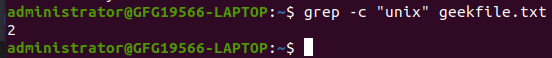 administrator@GFG19566-LAPTOP:~$ grep -c "unix" geekfile.txt
2
administrator@GFG19566-LAPTOP:~$